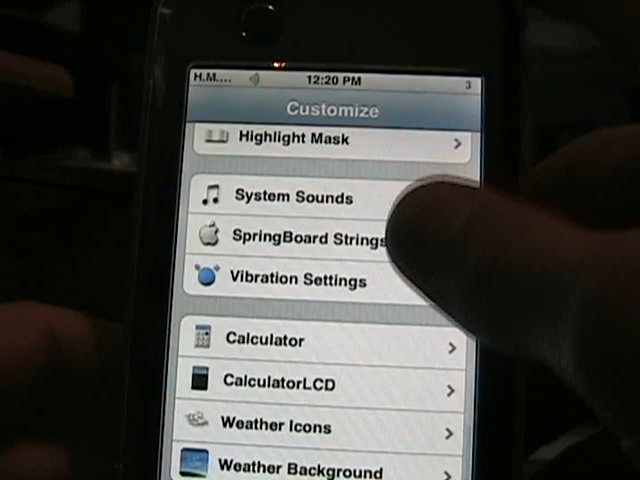 H.M.... 12:20 PM 3
Customize
Highlight Mask
System Sounds
SpringBoard Strings
Vibration Settings
Calculator
CalculatorLCD
Weather Icons
Weather Background